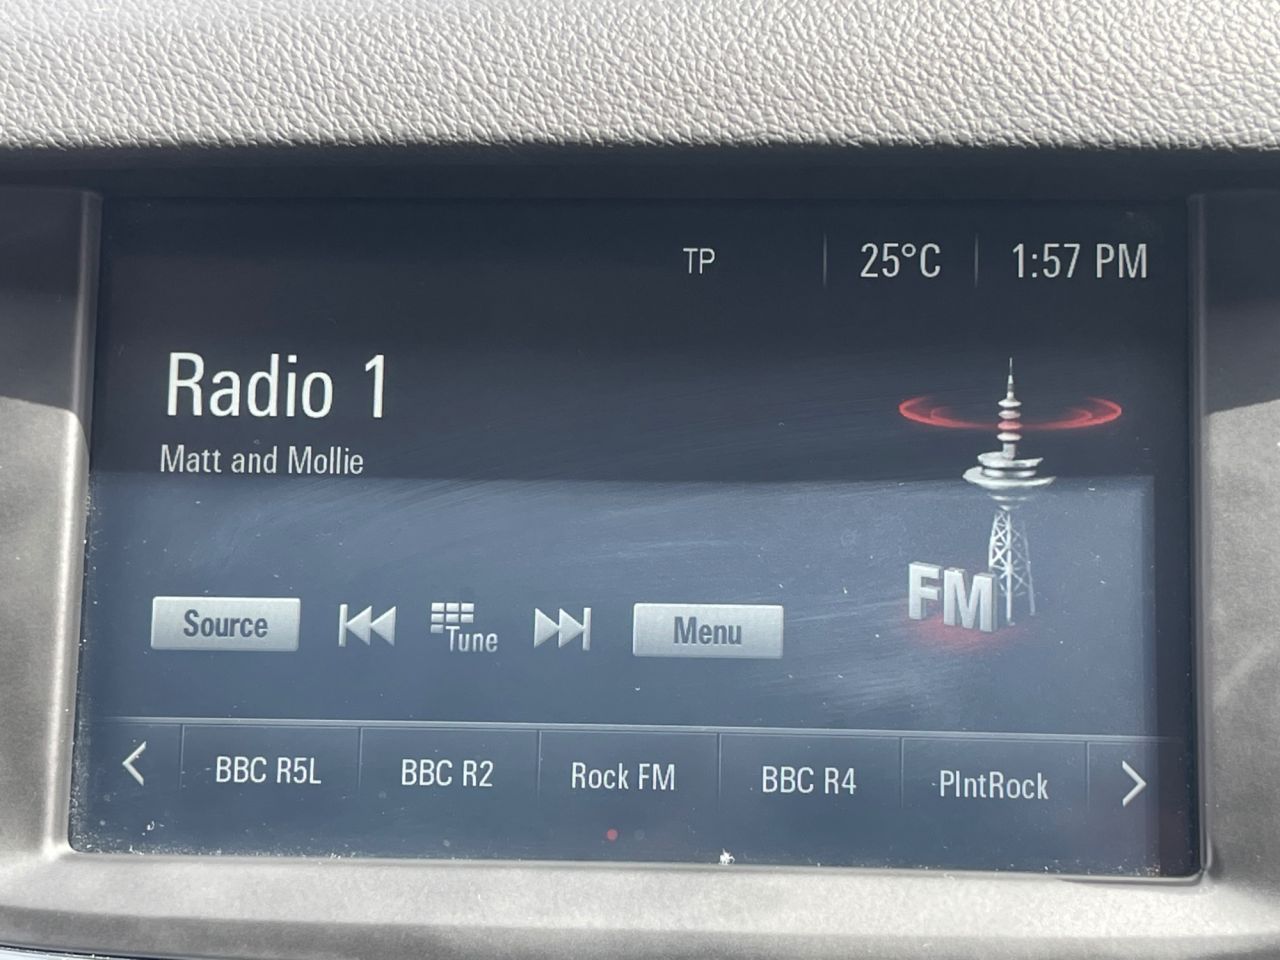 TP 25°C 1:57 PM
Radio 1
Matt and Mollie
FM
Source Tune Menu
BBC R5L BBC R2 Rock FM BBC R4 PlntRock